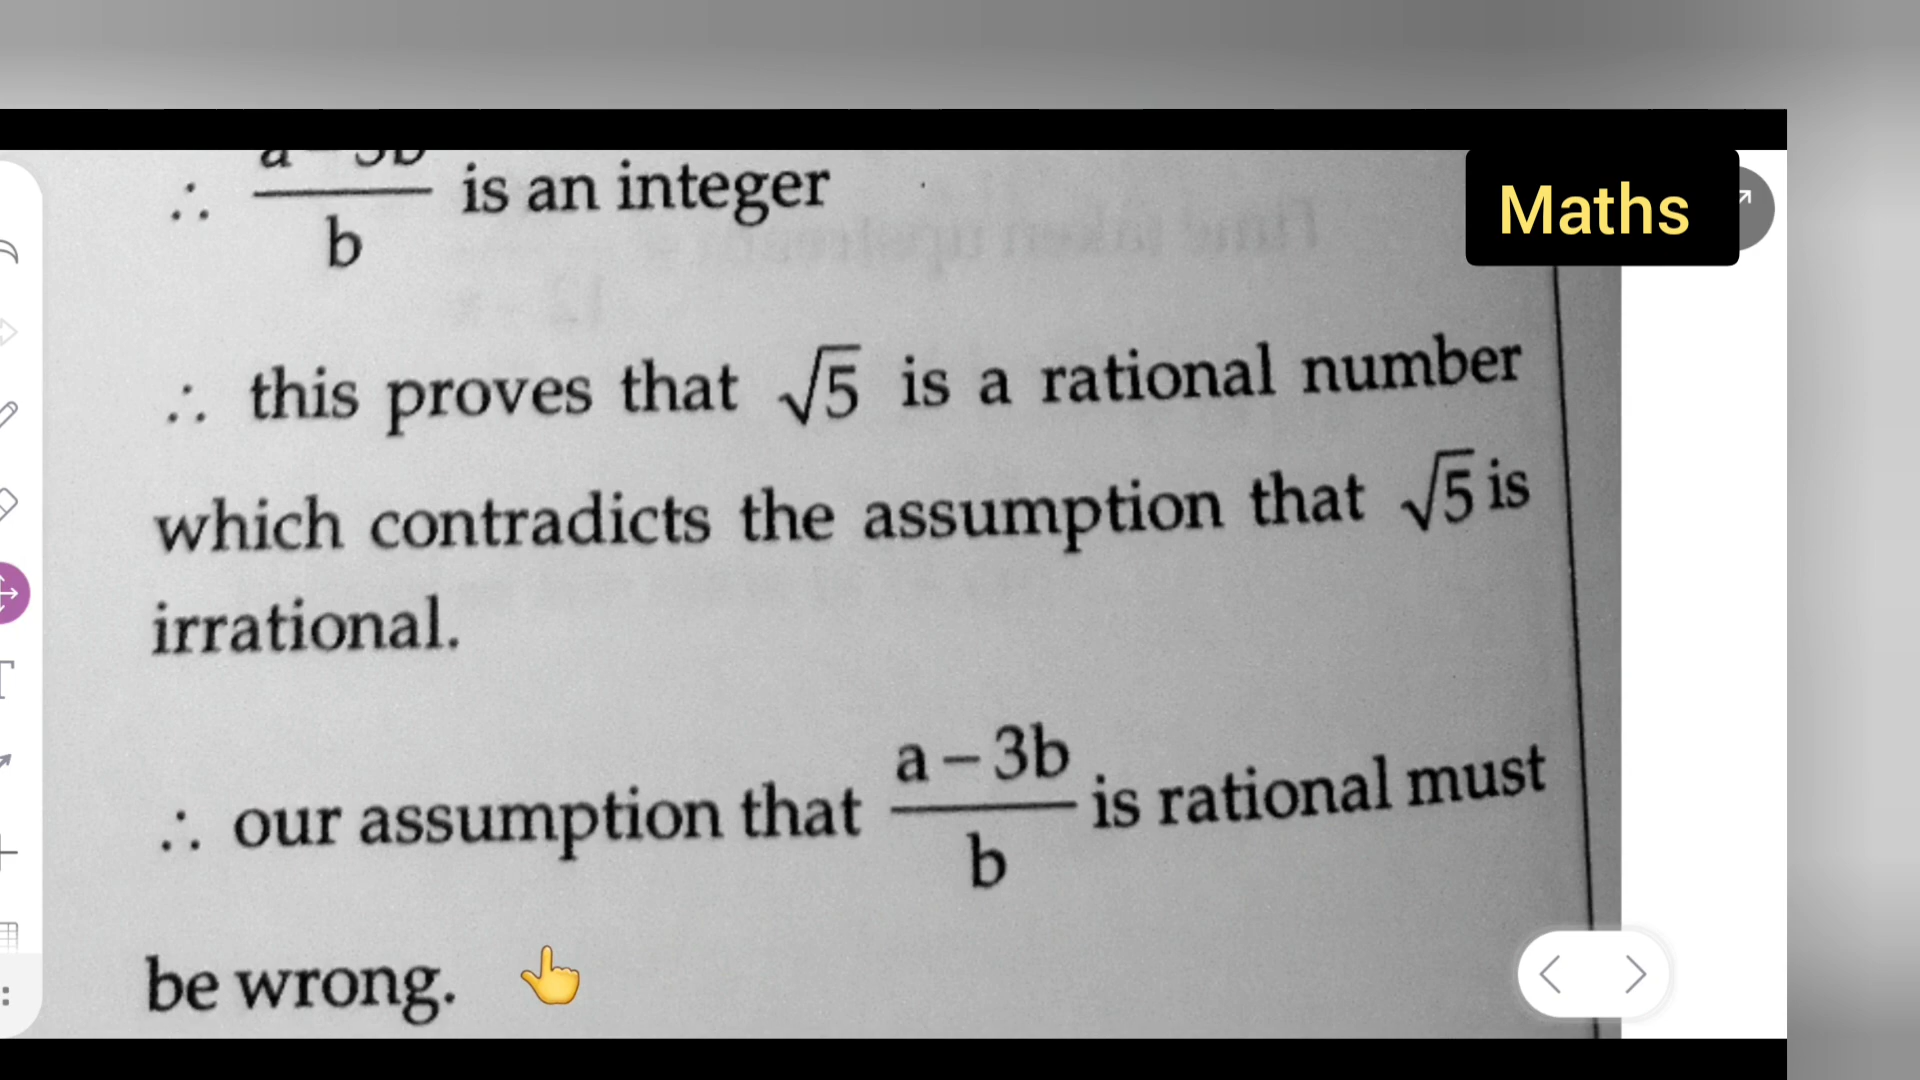 Maths
∴ a – 3b / b is an integer
∴ this proves that √5 is a rational number
which contradicts the assumption that √5 is
irrational.
∴ our assumption that a – 3b / b is rational must
be wrong.